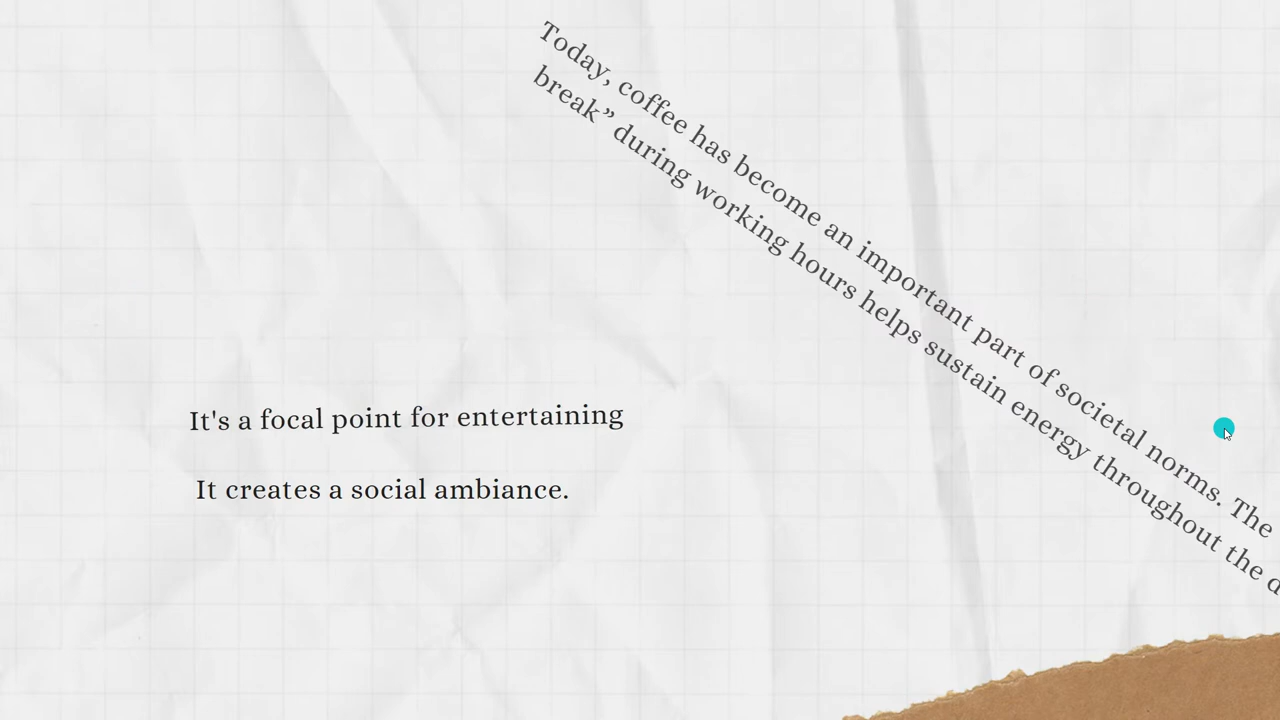 Today, coffee has become an important part of societal norms. The
break” during working hours helps sustain energy throughout the
It's a focal point for entertaining
It creates a social ambiance.